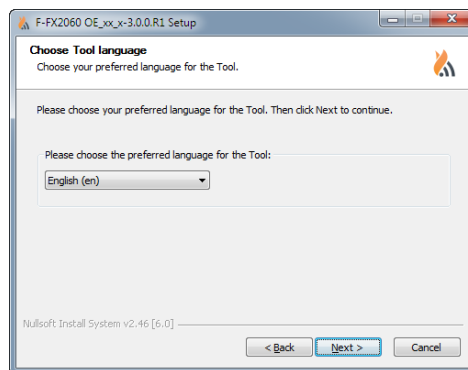 F-FX2060 OE_xx_x-3.0.0.R1 Setup
Choose Tool language
Choose your preferred language for the Tool.
Please choose your preferred language for the Tool. Then click Next to continue.
Please choose the preferred language for the Tool:
English (en)
Nullsoft Install System v2.46 [6.0]
< Back Next > Cancel